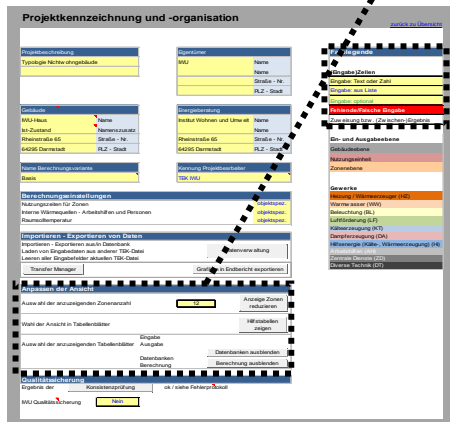 Projektkennzeichnung und -organisation
zurück zu Übersicht
Projektbeschreibung
Typologie Nichtwohngebäude
Eigentümer
IWU Name
Name
Straße - Nr.
PLZ - Stadt
Farblegende
(Eingabe)Zellen
Eingabe: Text oder Zahl
Eingabe: aus Liste
Eingabe: optional
Fehlende/Falsche Eingabe
Zuweisung bzw. (Zwischen-)Ergebnis
Gebäude
IWU-Haus Name
Ist-Zustand Namenszusatz
Rheinstraße 65 Straße - Nr.
64295 Darmstadt PLZ - Stadt
Energieberatung
Institut Wohnen und Umwelt Name
Name
Rheinstraße 65 Straße - Nr.
64295 Darmstadt PLZ - Stadt
Ein- und Ausgabeebene
Gebäudeebene
Nutzungseinheit
Zonenebene
Name Berechnungsvariante
Basis
Kennung Projektbearbeiter
TEK IWU
Berechnungseinstellungen
Nutzungszeiten für Zonen objektspez.
Interne Wärmequellen - Arbeitshilfen und Personen objektspez.
Raumsolltemperatur objektspez.
Gewerke
Heizung / Wärmeerzeuger (HZ)
Warmwasser (WW)
Beleuchtung (BL)
Luftförderung (LF)
Kälteerzeugung (KT)
Dampferzeugung (DA)
Hilfsenergie (Kälte-, Wärmeerzeugung) (HI)
Zentrale Dienste (ZD)
Diverse Technik (DT)
Importieren - Exportieren von Daten
Importieren - Exportieren aus/in Datenbank
Laden von Eingabedaten aus anderer TEK-Datei
Leeren aller Eingabefelder aktuellen TEK-Datei
Datenverwaltung
Transfer Manager
Grafiken in Endbericht exportieren
Anpassen der Ansicht
Auswahl der anzuzeigenden Zonenanzahl 12
Anzeige Zonen reduzieren
Wahl der Ansicht in Tabellenblätter
Hilfstabellen zeigen
Eingabe
Auswahl der anzuzeigenden Tabellenblätter Ausgabe
Datenbanken Datenbanken ausblenden
Berechnung Berechnung ausblenden
Qualitätssicherung
Ergebnis der Konsistenzprüfung ok / siehe Fehlerprotokoll
IWU Qualitätssicherung Nein